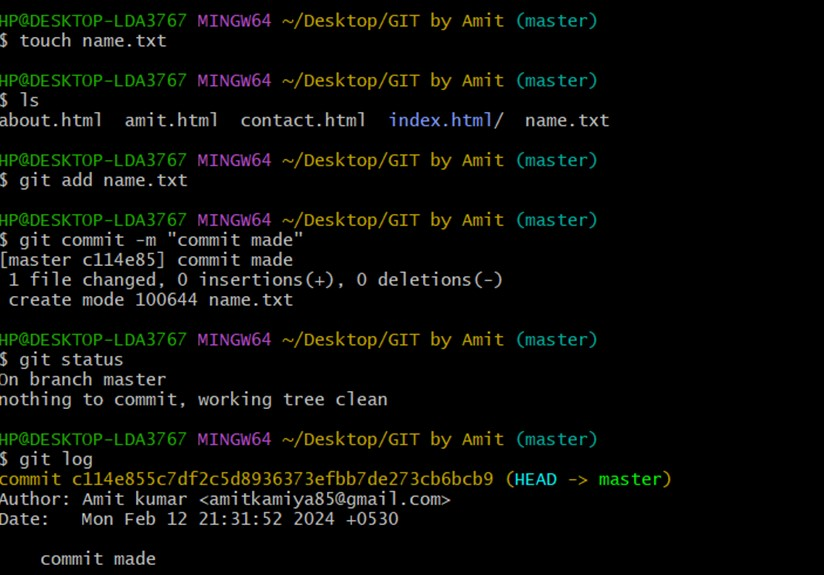 HP@DESKTOP-LDA3767 MINGW64 ~/Desktop/GIT by Amit (master)
$ touch name.txt
HP@DESKTOP-LDA3767 MINGW64 ~/Desktop/GIT by Amit (master)
$ ls
about.html  amit.html  contact.html  index.html/  name.txt
HP@DESKTOP-LDA3767 MINGW64 ~/Desktop/GIT by Amit (master)
$ git add name.txt
HP@DESKTOP-LDA3767 MINGW64 ~/Desktop/GIT by Amit (master)
$ git commit -m "commit made"
[master c114e85] commit made
 1 file changed, 0 insertions(+), 0 deletions(-)
 create mode 100644 name.txt
HP@DESKTOP-LDA3767 MINGW64 ~/Desktop/GIT by Amit (master)
$ git status
On branch master
nothing to commit, working tree clean
HP@DESKTOP-LDA3767 MINGW64 ~/Desktop/GIT by Amit (master)
$ git log
commit c114e855c7df2c5d8936373efbb7de273cb6bcb9 (HEAD -> master)
Author: Amit kumar <amitkamiya85@gmail.com>
Date:   Mon Feb 12 21:31:52 2024 +0530
    commit made